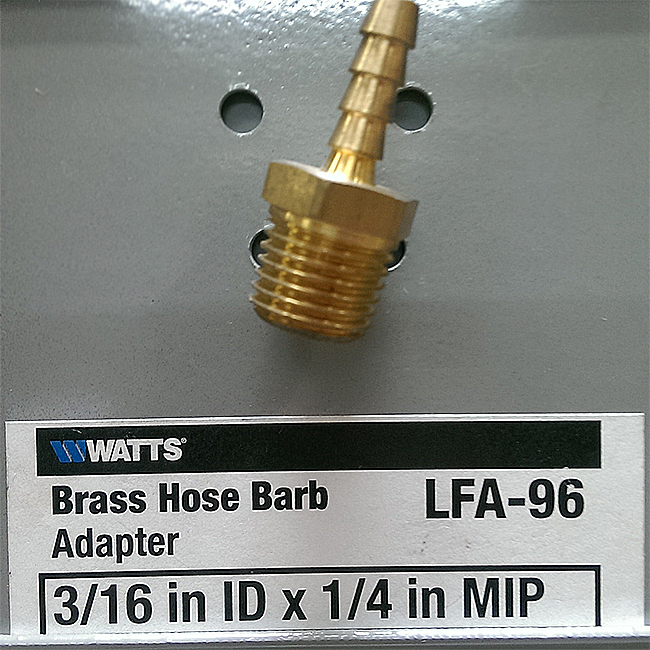 WATTS®
Brass Hose Barb
Adapter
LFA-96
3/16 in ID x 1/4 in MIP